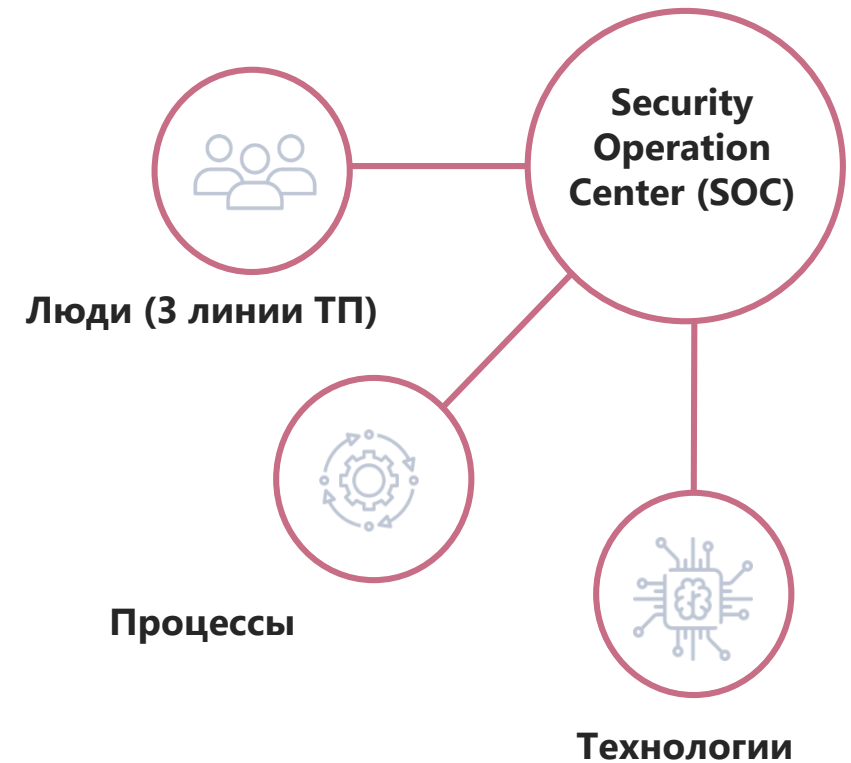 Security
Operation
Center (SOC)
Люди (3 линии ТП)
Процессы
Технологии